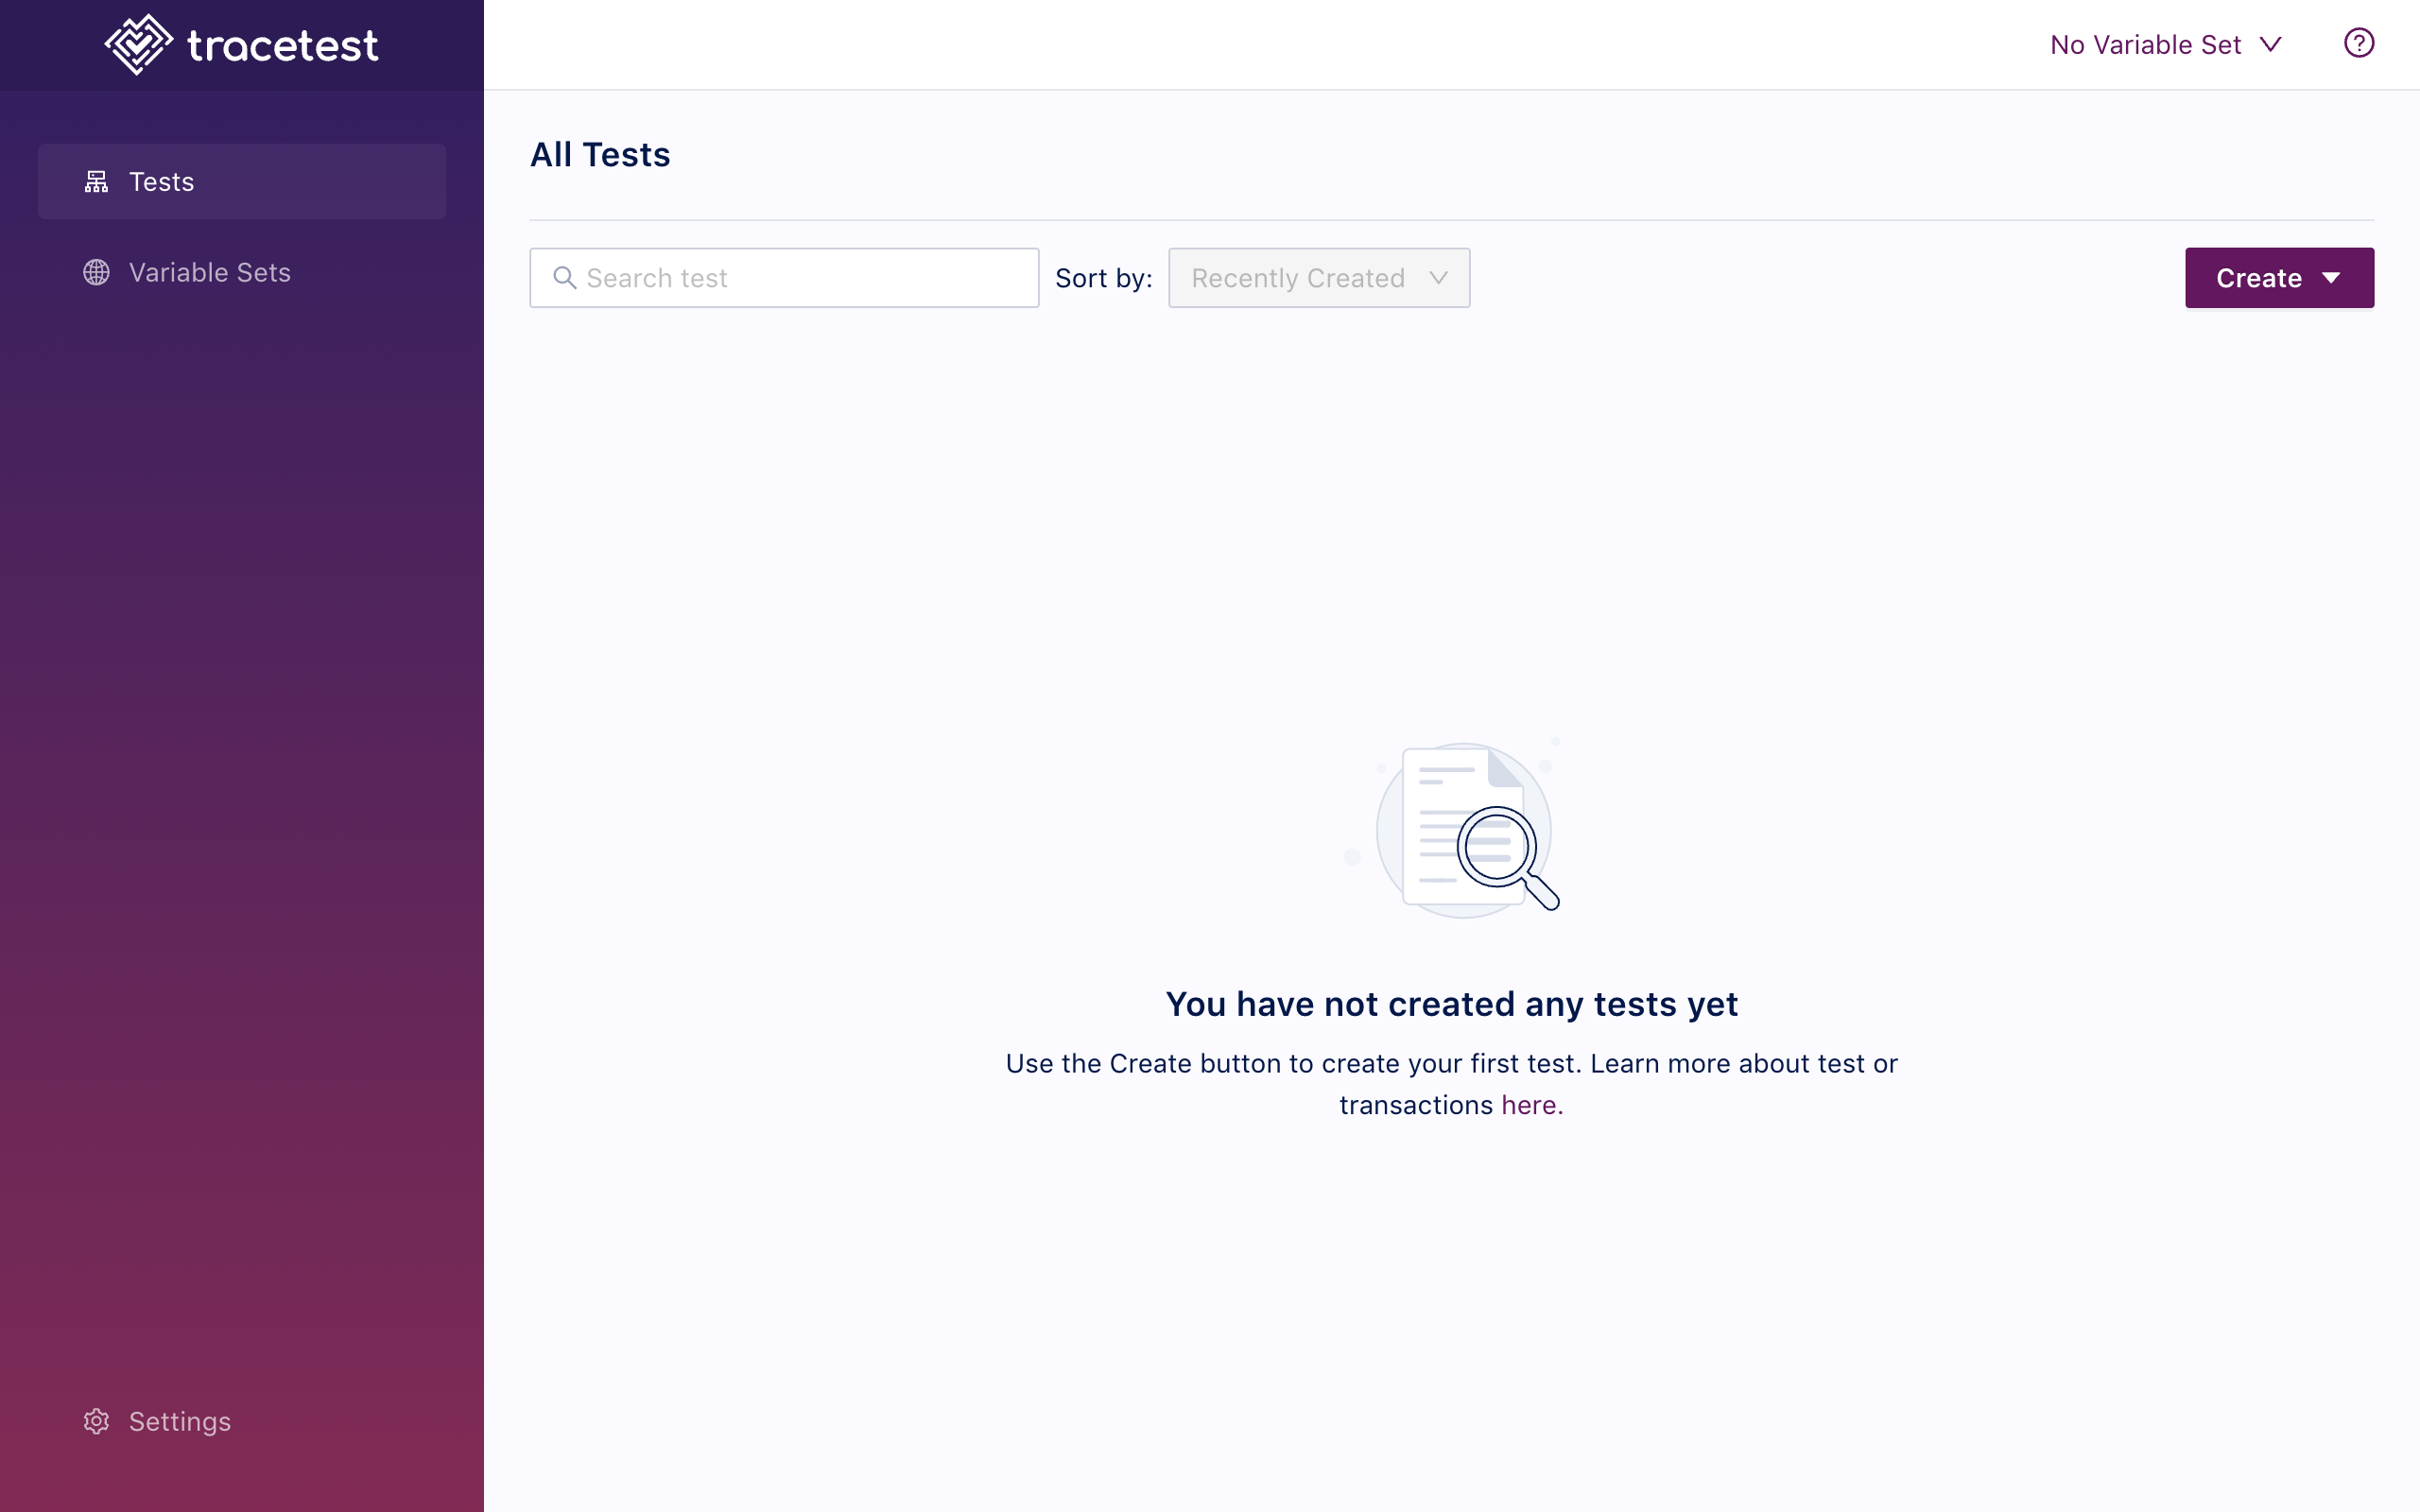 tracetest
No Variable Set
Tests
Variable Sets
Settings
All Tests
Search test
Sort by:
Recently Created
Create
You have not created any tests yet
Use the Create button to create your first test. Learn more about test or
transactions here.